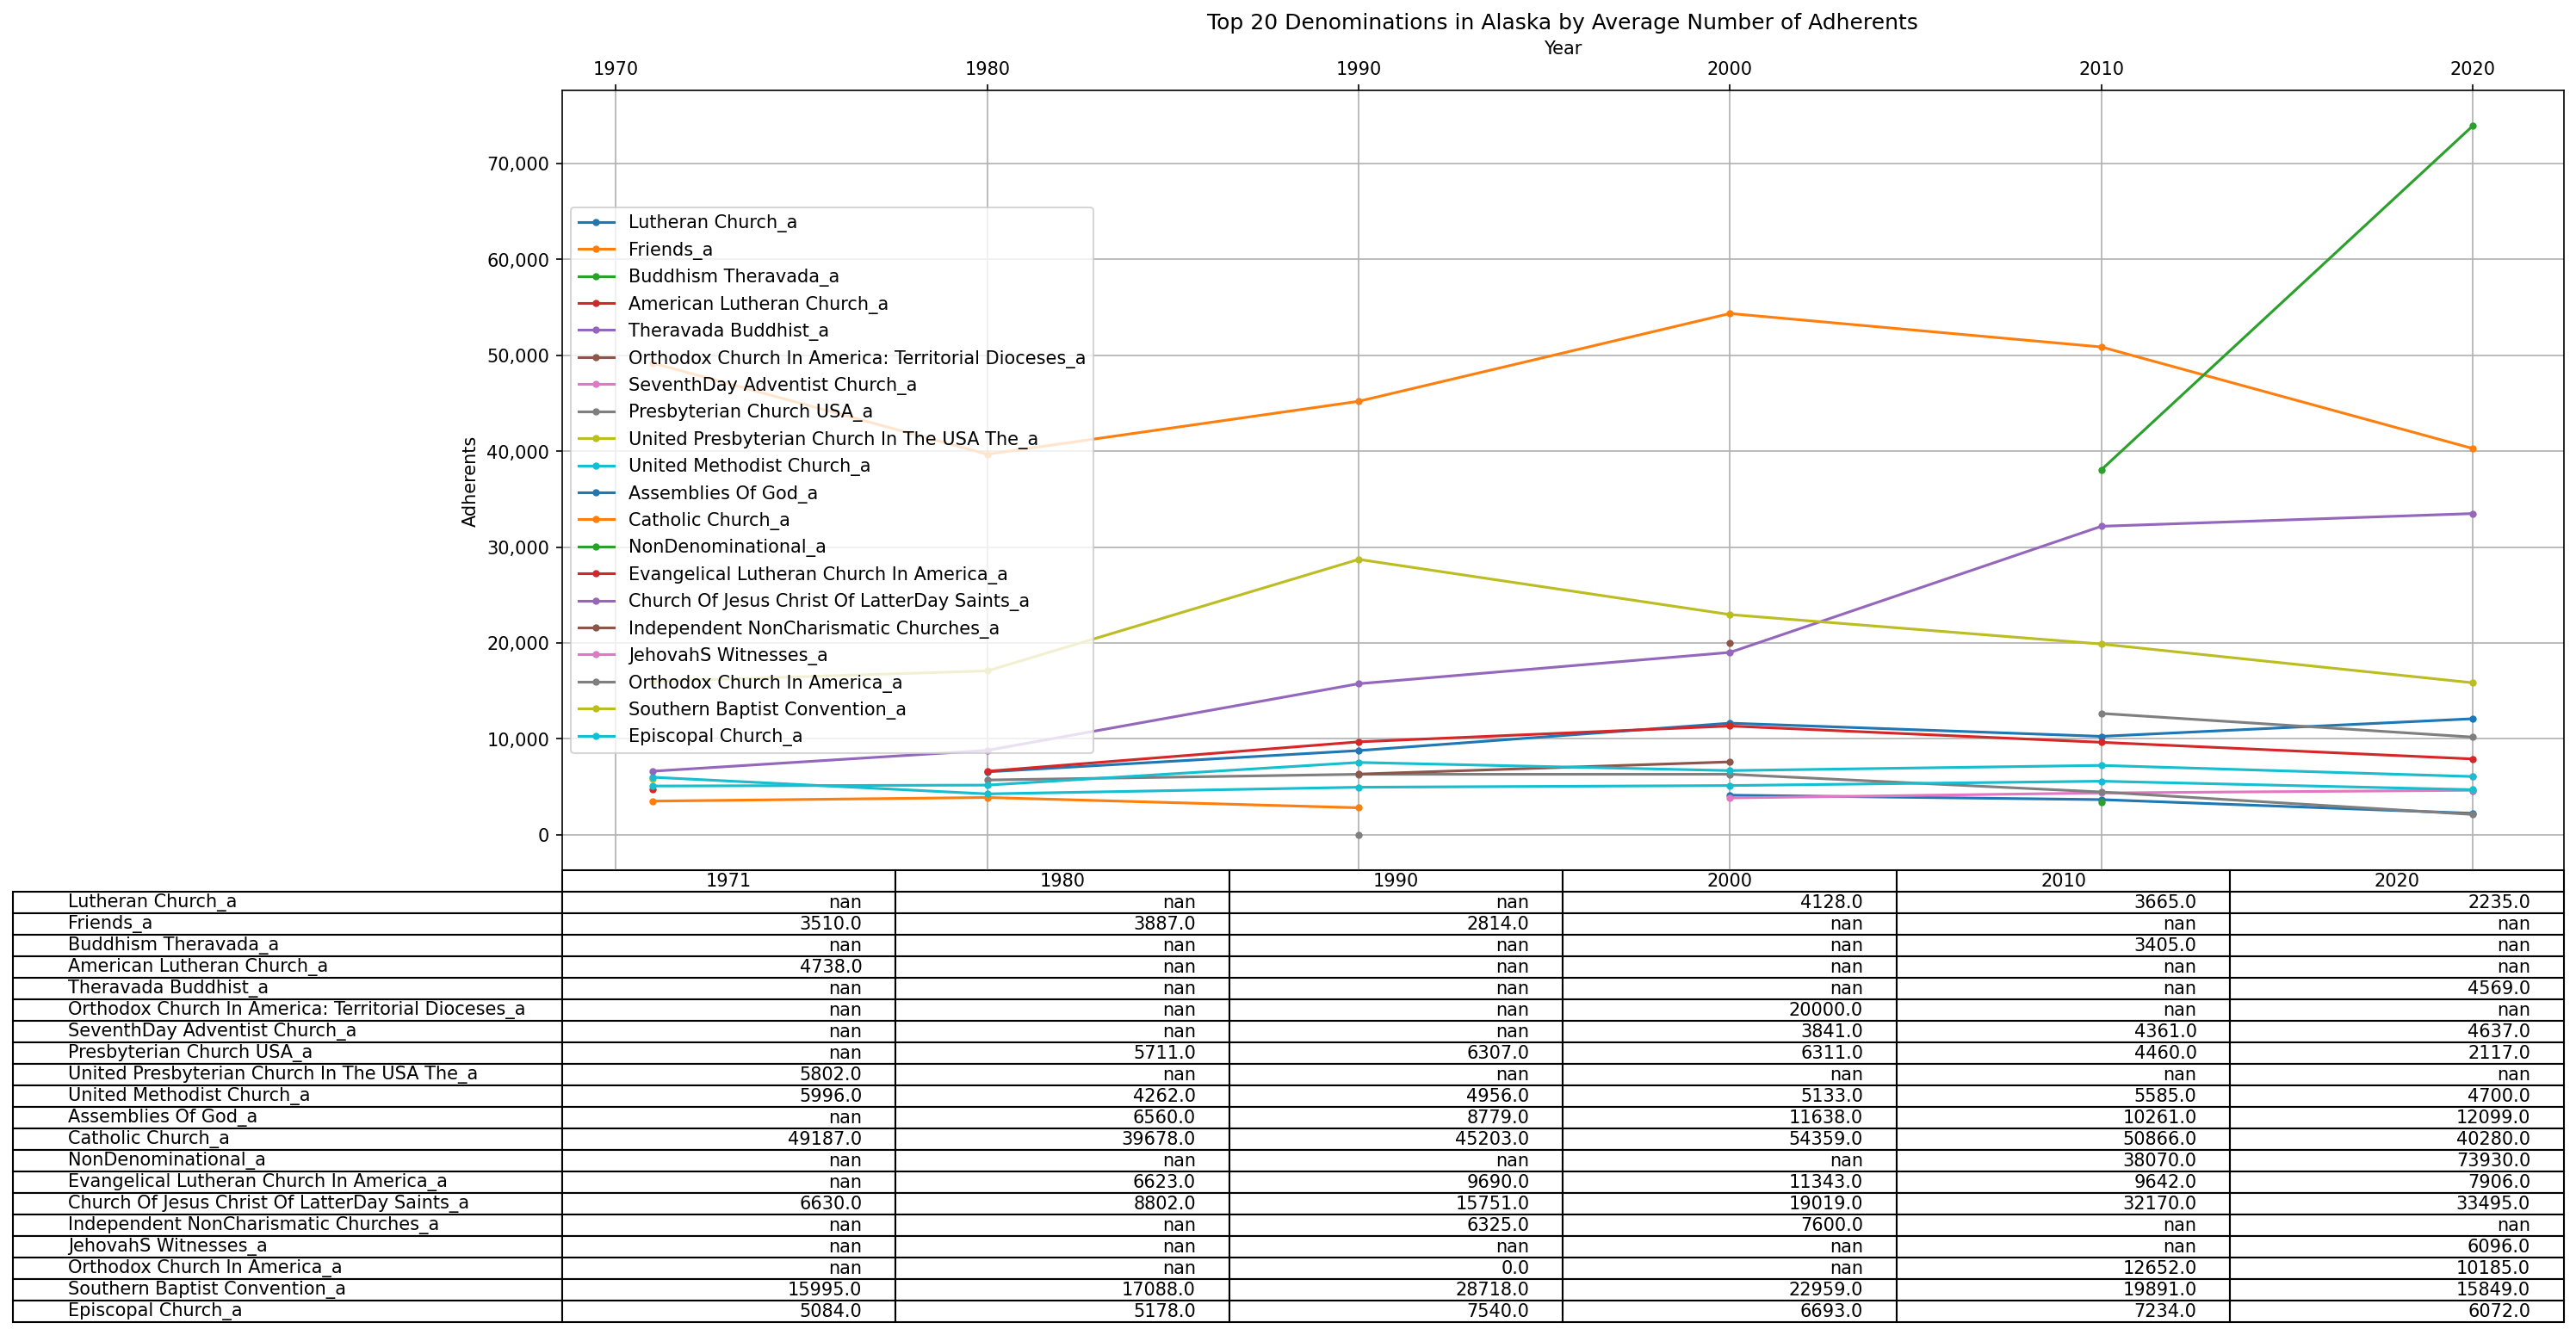 Top 20 Denominations in Alaska by Average Number of Adherents
Year
1970 1980 1990 2000 2010 2020
70,000
60,000
50,000
40,000
30,000
20,000
10,000
0
Adherents
Lutheran Church_a
Friends_a
Buddhism Theravada_a
American Lutheran Church_a
Theravada Buddhist_a
Orthodox Church In America: Territorial Dioceses_a
SeventhDay Adventist Church_a
Presbyterian Church USA_a
United Presbyterian Church In The USA The_a
United Methodist Church_a
Assemblies Of God_a
Catholic Church_a
NonDenominational_a
Evangelical Lutheran Church In America_a
Church Of Jesus Christ Of LatterDay Saints_a
Independent NonCharismatic Churches_a
JehovahS Witnesses_a
Orthodox Church In America_a
Southern Baptist Convention_a
Episcopal Church_a
1971 1980 1990 2000 2010 2020
Lutheran Church_a nan nan nan 4128.0 3665.0 2235.0
Friends_a 3510.0 3887.0 2814.0 nan nan nan
Buddhism Theravada_a nan nan nan nan 3405.0 nan
American Lutheran Church_a 4738.0 nan nan nan nan nan
Theravada Buddhist_a nan nan nan nan nan 4569.0
Orthodox Church In America: Territorial Dioceses_a nan nan nan 20000.0 nan nan
SeventhDay Adventist Church_a nan nan nan 3841.0 4361.0 4637.0
Presbyterian Church USA_a nan 5711.0 6307.0 6311.0 4460.0 2117.0
United Presbyterian Church In The USA The_a 5802.0 nan nan nan nan nan
United Methodist Church_a 5996.0 4262.0 4956.0 5133.0 5585.0 4700.0
Assemblies Of God_a nan 6560.0 8779.0 11638.0 10261.0 12099.0
Catholic Church_a 49187.0 39678.0 45203.0 54359.0 50866.0 40280.0
NonDenominational_a nan nan nan nan 38070.0 73930.0
Evangelical Lutheran Church In America_a nan 6623.0 9690.0 11343.0 9642.0 7906.0
Church Of Jesus Christ Of LatterDay Saints_a 6630.0 8802.0 15751.0 19019.0 32170.0 33495.0
Independent NonCharismatic Churches_a nan nan 6325.0 7600.0 nan nan
JehovahS Witnesses_a nan nan nan nan nan 6096.0
Orthodox Church In America_a nan nan 0.0 nan 12652.0 10185.0
Southern Baptist Convention_a 15995.0 17088.0 28718.0 22959.0 19891.0 15849.0
Episcopal Church_a 5084.0 5178.0 7540.0 6693.0 7234.0 6072.0